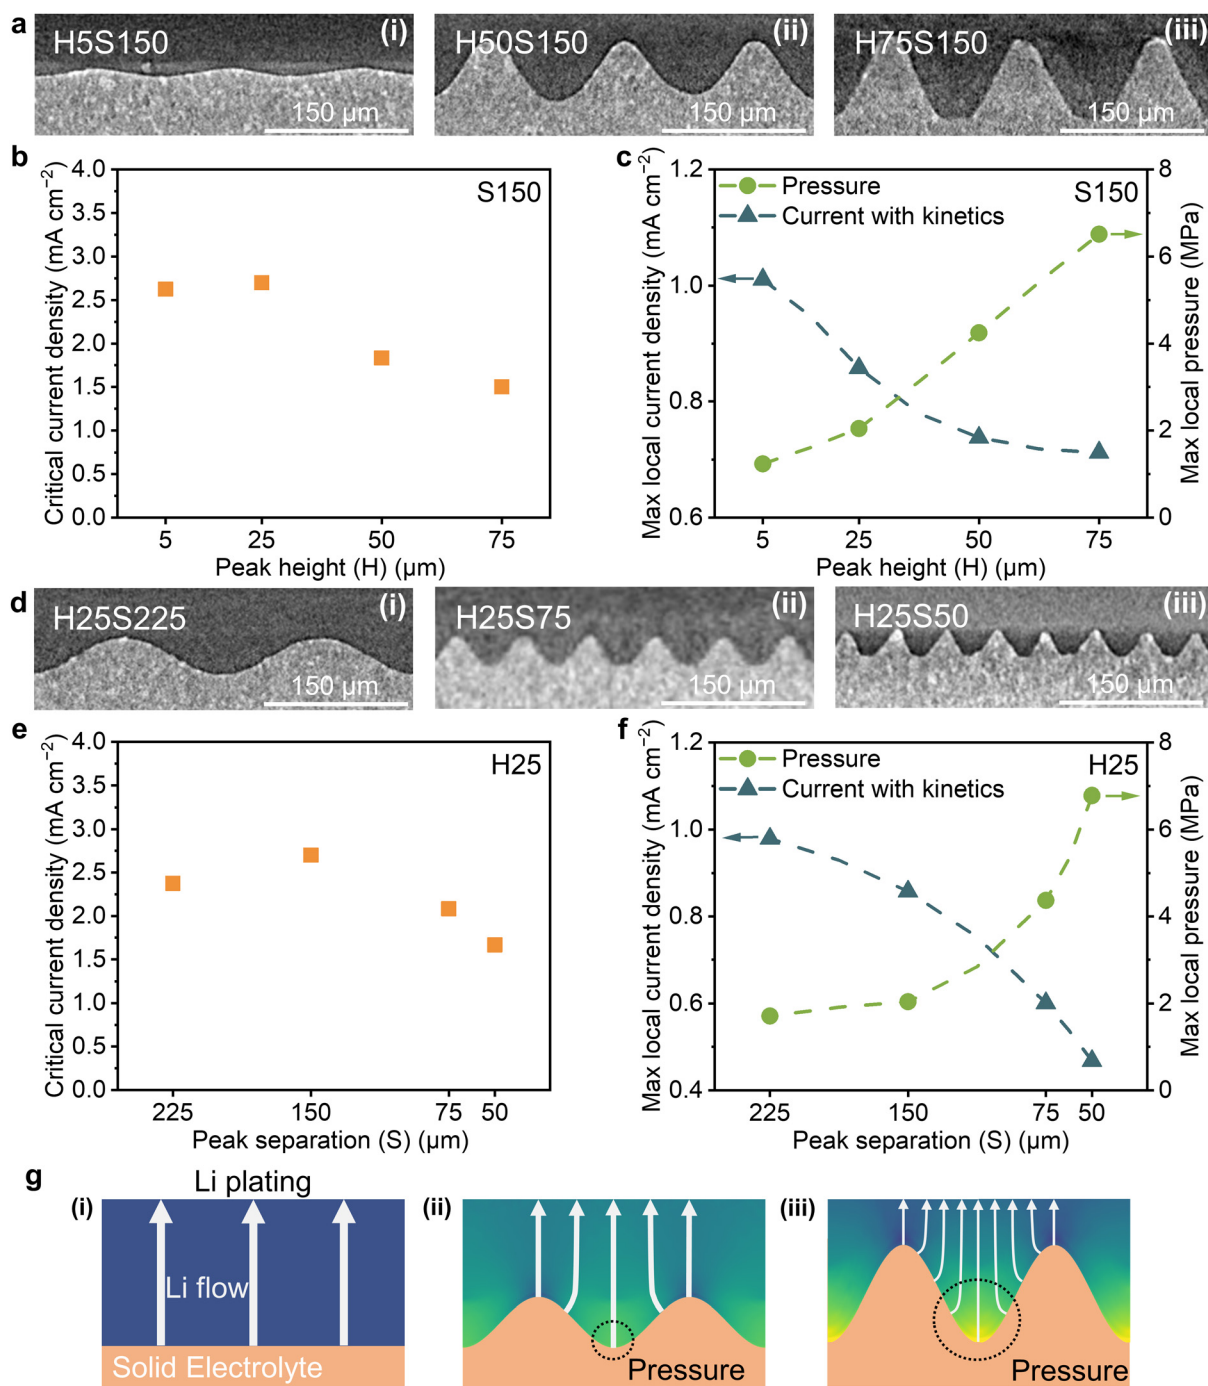 a
H5S150
(i)
150 µm
H50S150
(ii)
150 µm
H75S150
(iii)
150 µm
b
Critical current density (mA cm⁻²)
4.0
3.5
3.0
2.5
2.0
1.5
1.0
0.5
0.0
S150
5
25
50
75
Peak height (H) (µm)
c
Max local current density (mA cm⁻²)
1.2
1.0
0.8
0.6
Pressure
Current with kinetics
S150
8
6
4
2
0
Max local pressure (MPa)
5
25
50
75
Peak height (H) (µm)
d
H25S225
(i)
150 µm
H25S75
(ii)
150 µm
H25S50
(iii)
150 µm
e
Critical current density (mA cm⁻²)
4.0
3.5
3.0
2.5
2.0
1.5
1.0
0.5
0.0
H25
225
150
75
50
Peak separation (S) (µm)
f
Max local current density (mA cm⁻²)
1.2
1.0
0.8
0.6
0.4
Pressure
Current with kinetics
H25
8
6
4
2
0
Max local pressure (MPa)
225
150
75
50
Peak separation (S) (µm)
g
Li plating
(i)
Li flow
Solid Electrolyte
(ii)
Pressure
(iii)
Pressure